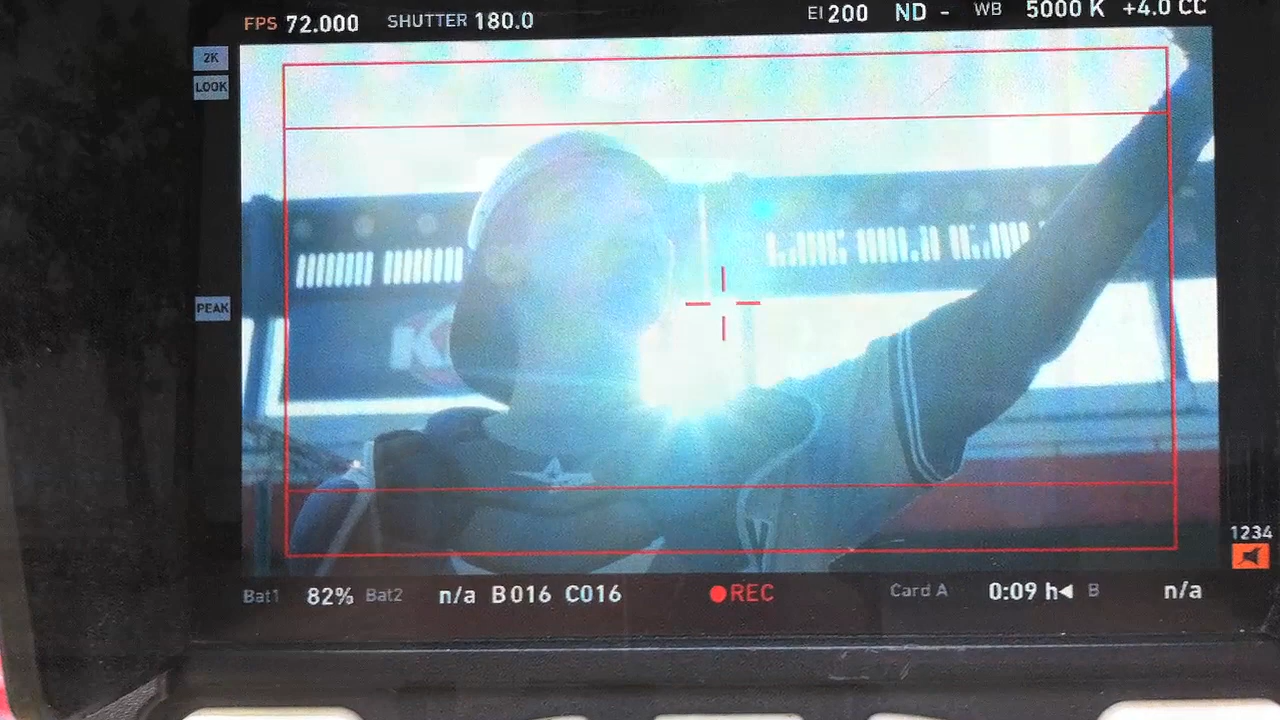 FPS 72.000 SHUTTER 180.0 EI 200 ND - WB 5000 K +4.0 CC
2K
LOOK
PEAK
1234
Bat1 82% Bat2 n/a B016 C016 REC Card A 0:09 h B n/a